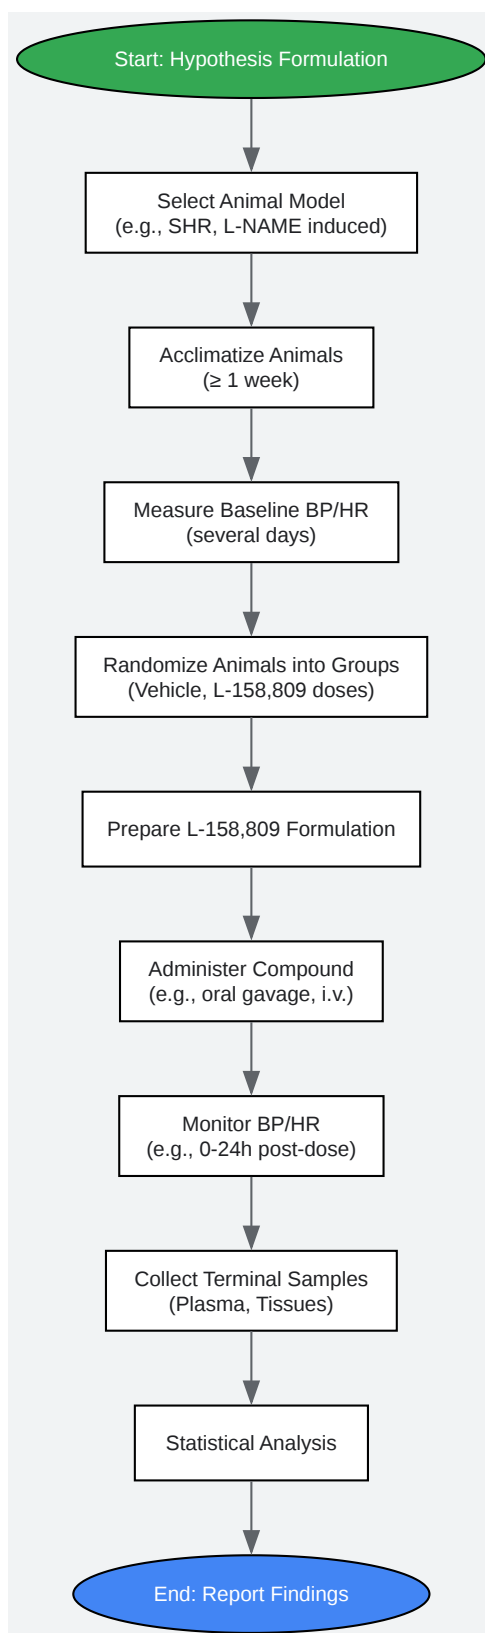 Start: Hypothesis Formulation
Select Animal Model
(e.g., SHR, L-NAME induced)
Acclimatize Animals
(≥ 1 week)
Measure Baseline BP/HR
(several days)
Randomize Animals into Groups
(Vehicle, L-158,809 doses)
Prepare L-158,809 Formulation
Administer Compound
(e.g., oral gavage, i.v.)
Monitor BP/HR
(e.g., 0-24h post-dose)
Collect Terminal Samples
(Plasma, Tissues)
Statistical Analysis
End: Report Findings